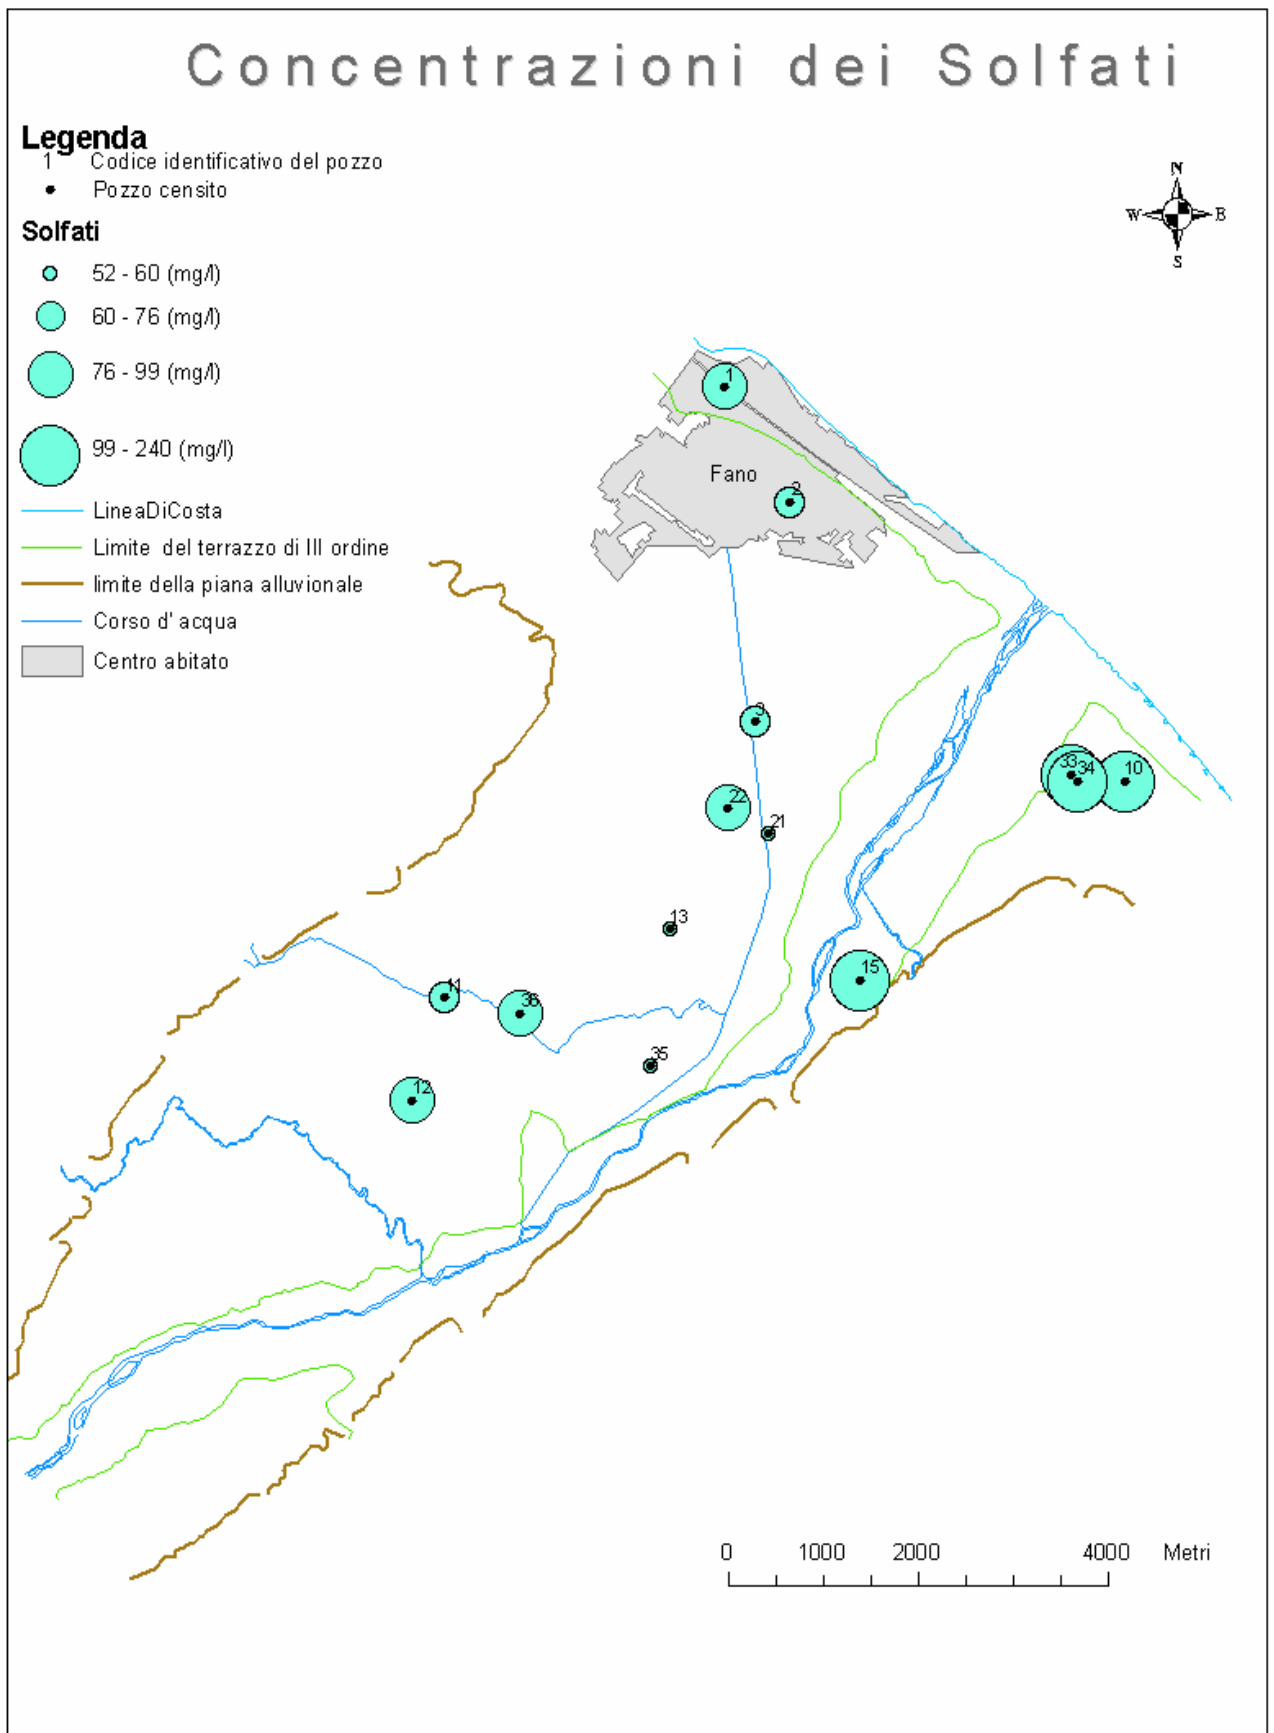 Concentrazioni dei Solfati
Legenda
1 Codice identificativo del pozzo
Pozzo censito
Solfati
52 - 60 (mg/l)
60 - 76 (mg/l)
76 - 99 (mg/l)
99 - 240 (mg/l)
LineaDiCosta
Limite del terrazzo di III ordine
limite della piana alluvionale
Corso d' acqua
Centro abitato
N
W E
S
1
Fano
2
3
33 34 10
22
21
13
15
11
36
35
12
0 1000 2000 4000 Metri